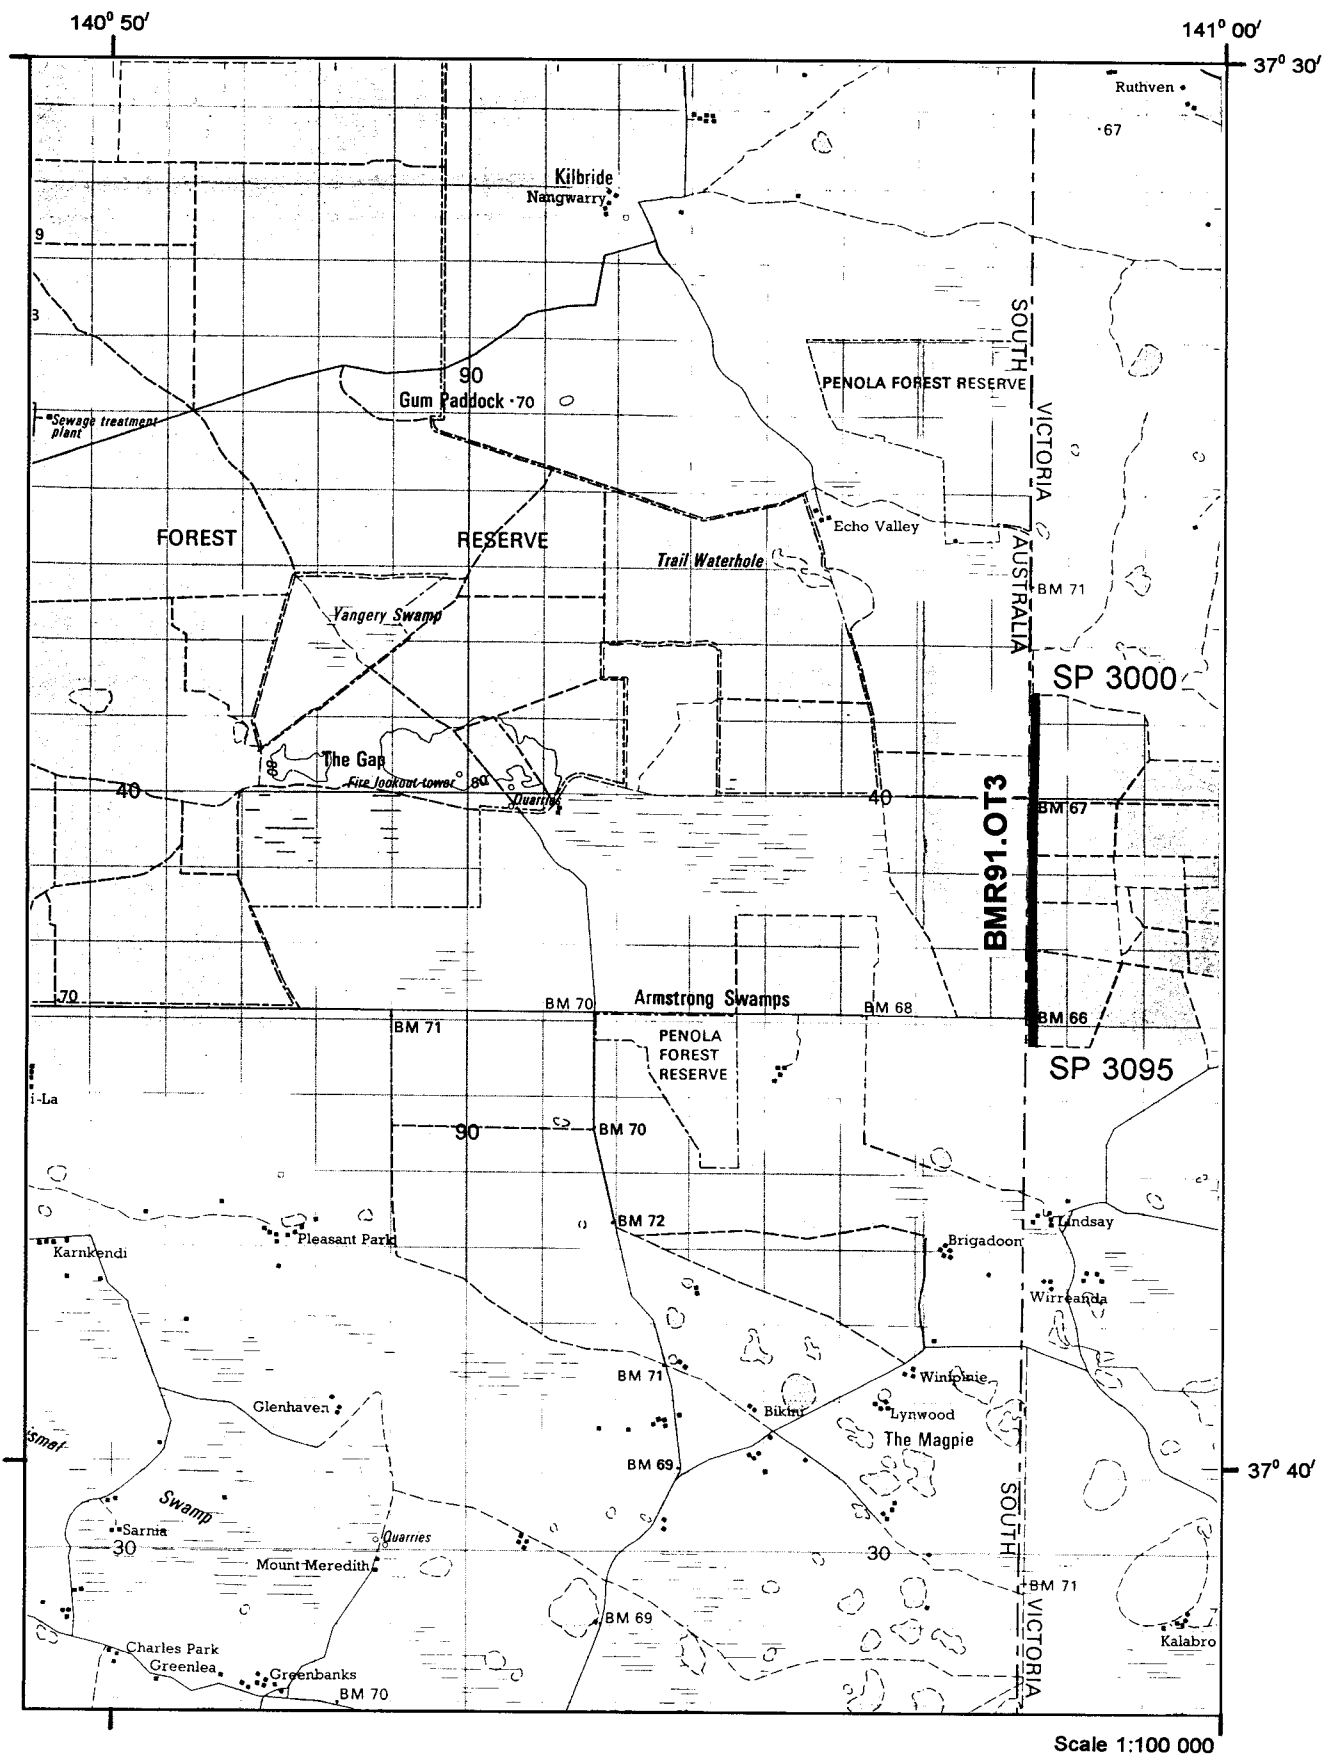 140° 50′
141° 00′
37° 30′
Ruthven
·67
Kilbride
Nangwarry
9
3
SOUTH
90
PENOLA FOREST RESERVE
Gum Paddock ·70
Sewage treatment
plant
VICTORIA
FOREST RESERVE
Echo Valley
Trail Waterhole
AUSTRALIA
BM 71
Yangery Swamp
SP 3000
The Gap
80
Fire lookout tower
80
Quarries
40
40
BM 67
BMR91.OT3
70
BM 70
Armstrong Swamps
BM 68
BM 66
BM 71
PENOLA
FOREST
RESERVE
SP 3095
i-La
90
BM 70
BM 72
Lindsay
Karnkendi
Pleasant Park
Brigadoon
Wirreanda
BM 71
Winipinie
Glenhaven
Bikini
Lynwood
The Magpie
ismal
BM 69
37° 40′
Swamp
SOUTH
Sarnia
30
Quarries
Mount Meredith
30
BM 71
BM 69
VICTORIA
Kalabro
Charles Park
Greenlea
Greenbanks
BM 70
Scale 1:100 000